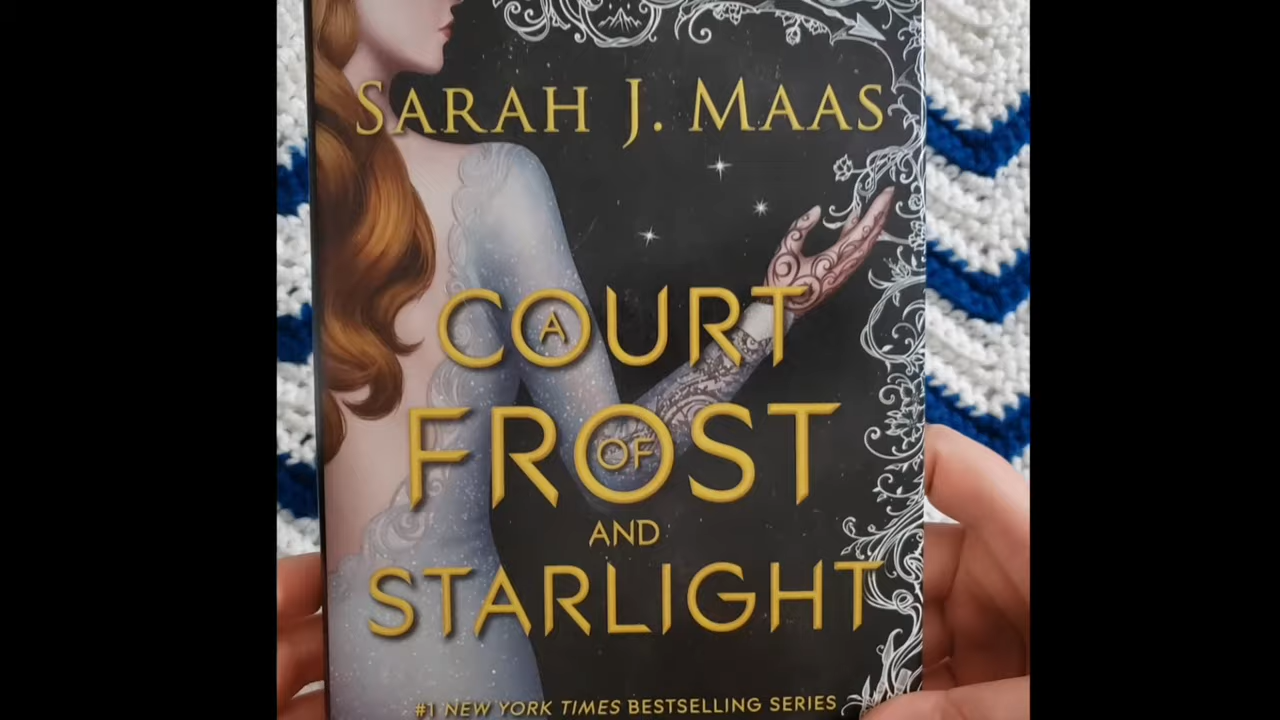 SARAH J. MAAS
A COURT
OF FROST
AND
STARLIGHT
#1 NEW YORK TIMES BESTSELLING SERIES